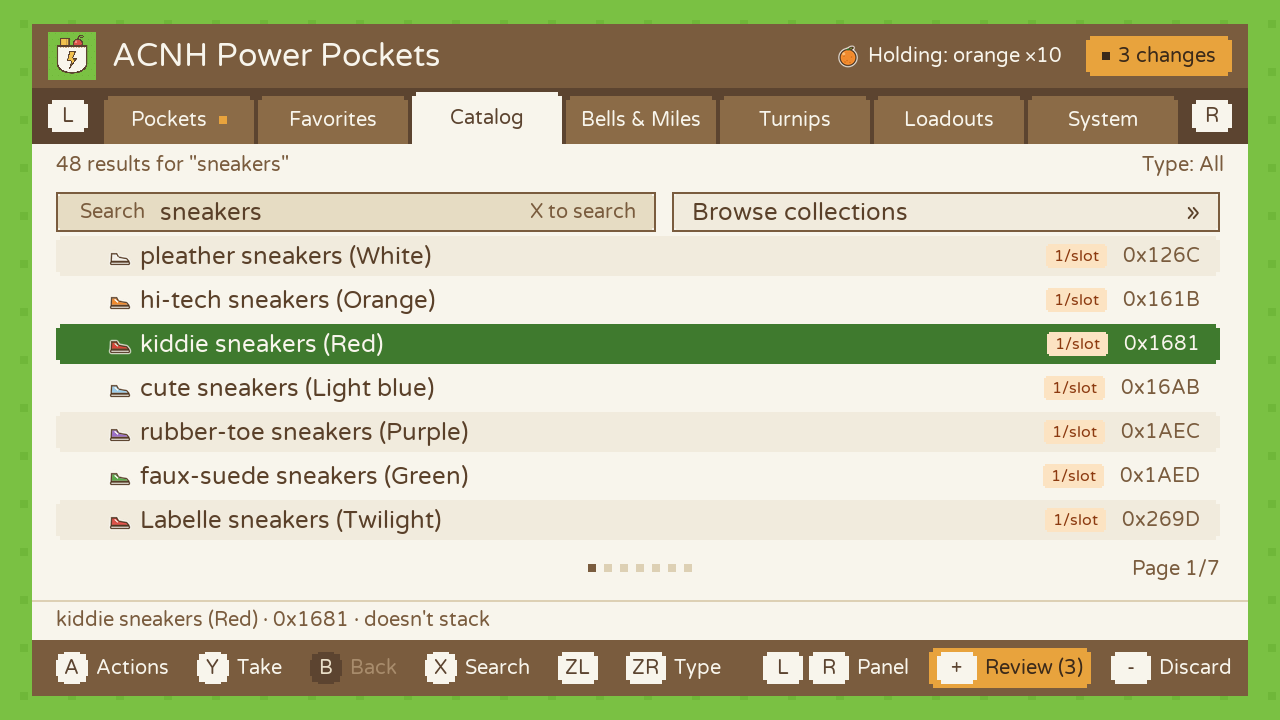 ACNH Power Pockets
Holding: orange ×10
3 changes
L
Pockets
Favorites
Catalog
Bells & Miles
Turnips
Loadouts
System
R
48 results for "sneakers"
Type: All
Search sneakers
X to search
Browse collections »
pleather sneakers (White) 1/slot 0x126C
hi-tech sneakers (Orange) 1/slot 0x161B
kiddie sneakers (Red) 1/slot 0x1681
cute sneakers (Light blue) 1/slot 0x16AB
rubber-toe sneakers (Purple) 1/slot 0x1AEC
faux-suede sneakers (Green) 1/slot 0x1AED
Labelle sneakers (Twilight) 1/slot 0x269D
Page 1/7
kiddie sneakers (Red) · 0x1681 · doesn't stack
A Actions
Y Take
B Back
X Search
ZL
ZR Type
L R Panel
+ Review (3)
- Discard